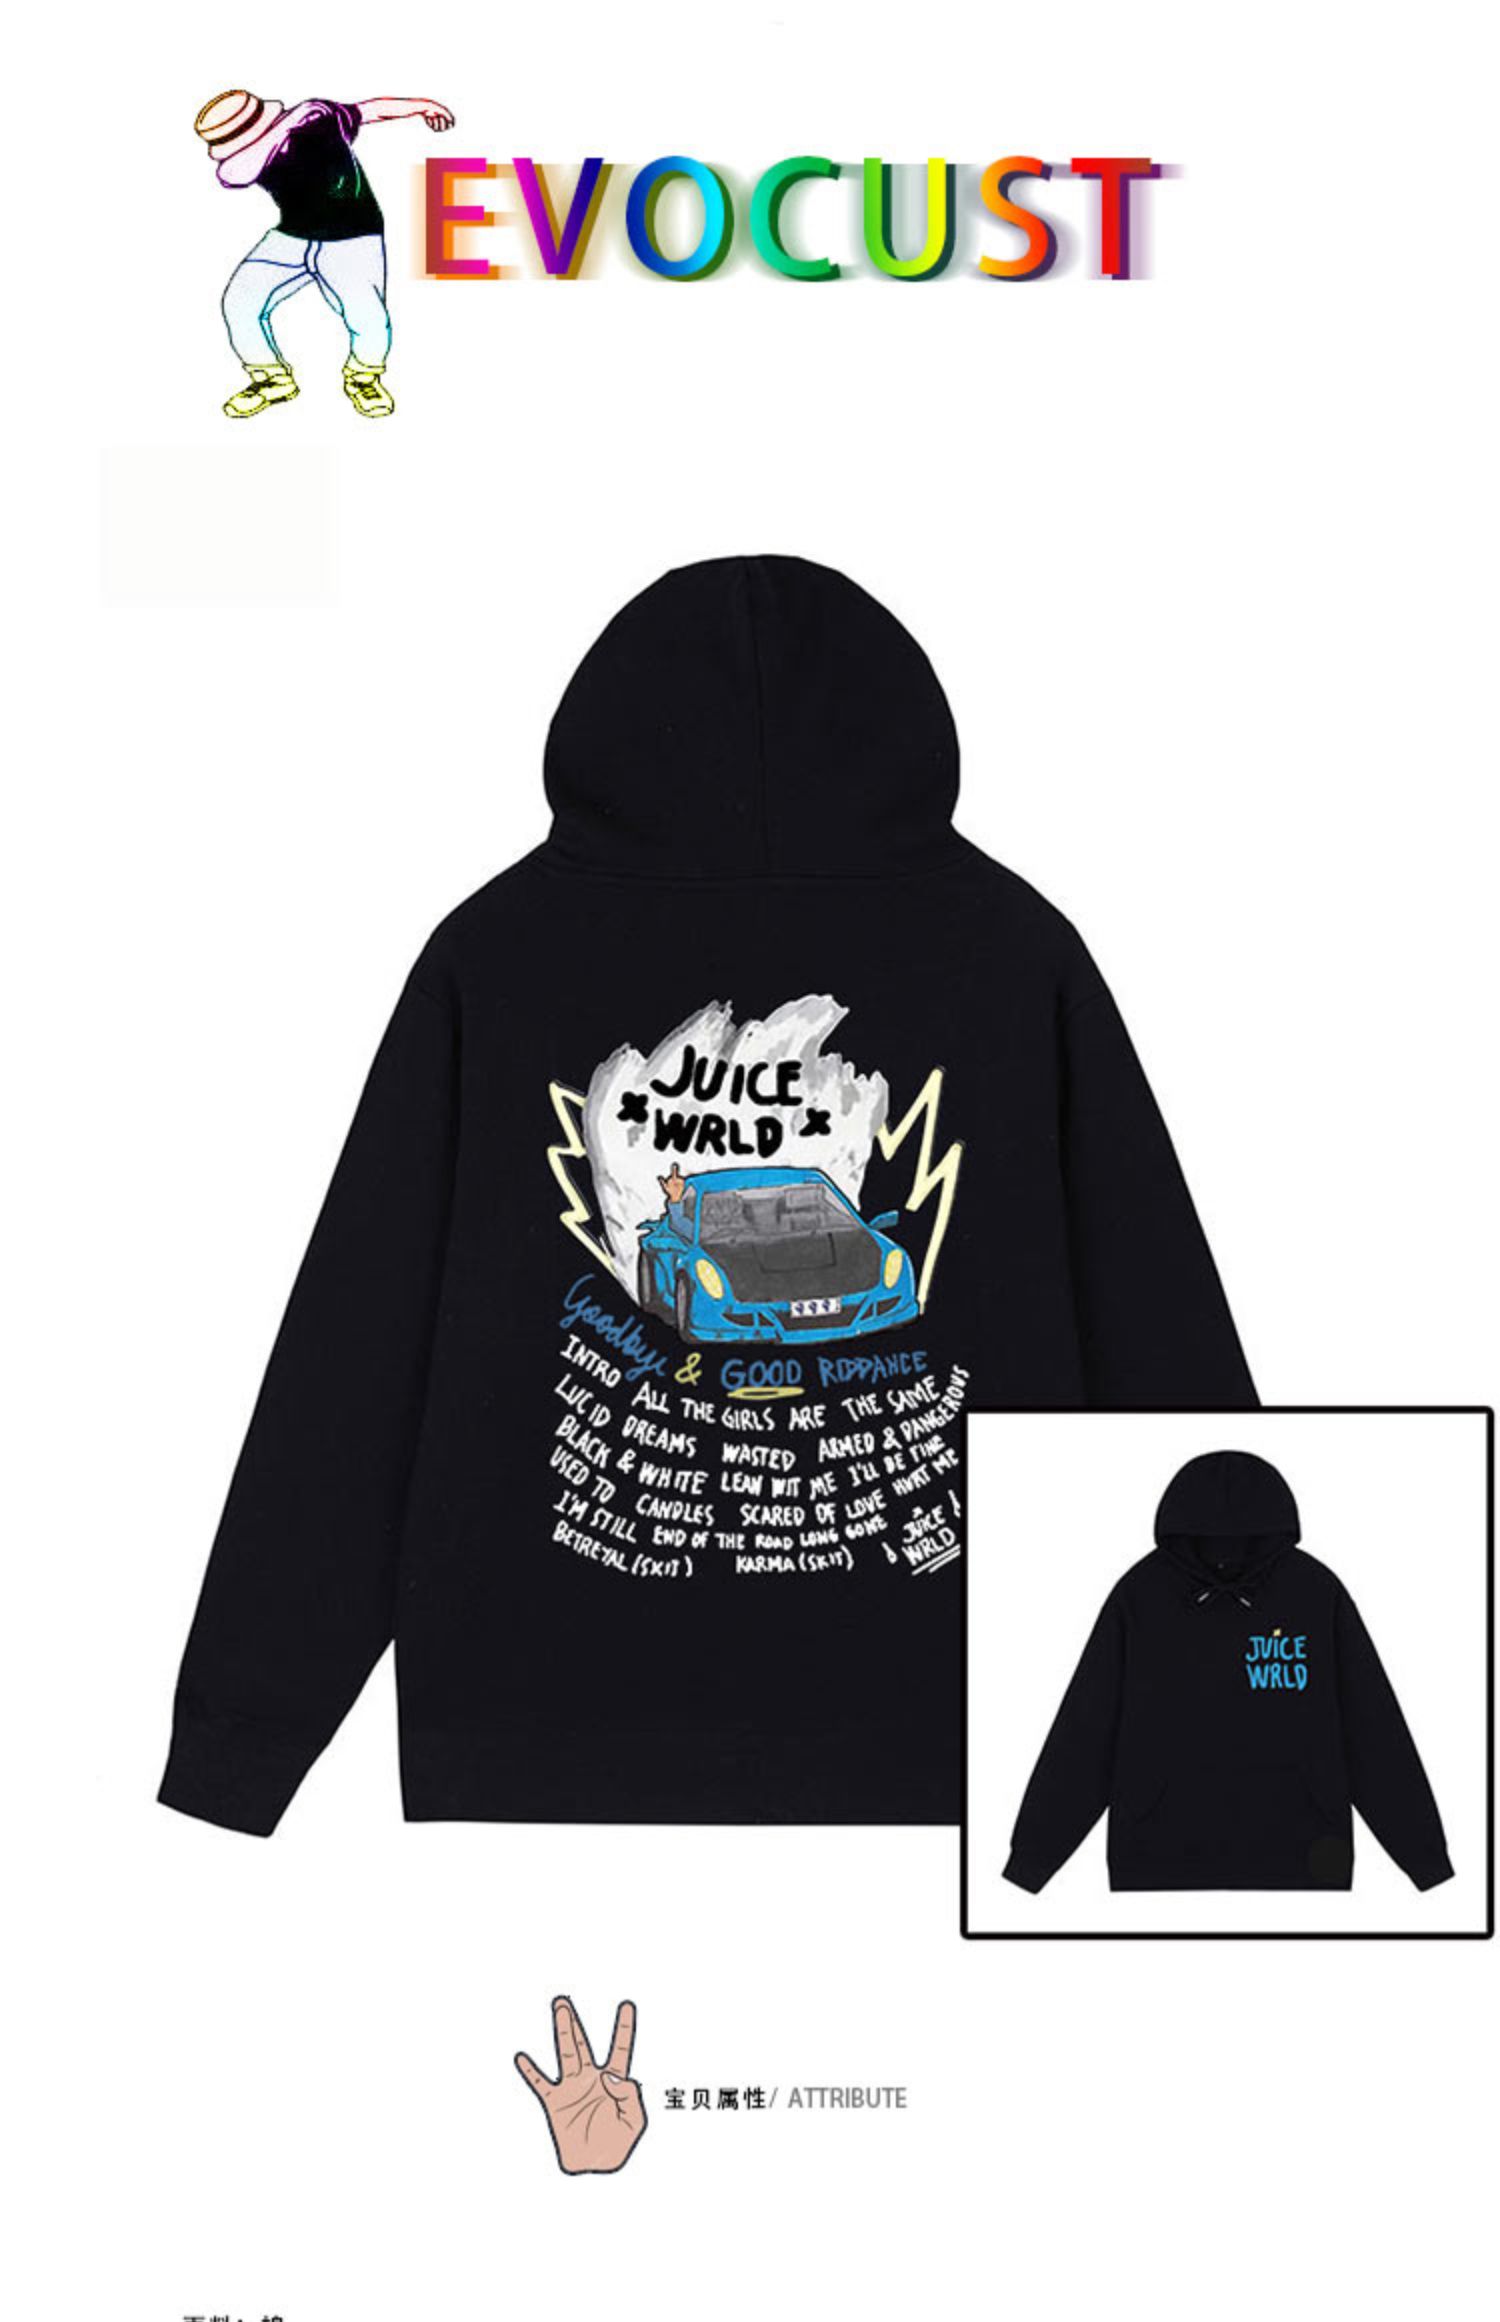 EVOCUST
JUICE
WRLD
Goodbye & GOOD RIDDANCE
INTRO ALL THE GIRLS ARE THE SAME
LUCID DREAMS WASTED ARMED & DANGEROUS
BLACK & WHITE LEAN WIT ME I'LL BE FINE
USED TO CANDLES SCARED OF LOVE HURT ME
I'M STILL END OF THE ROAD LONG GONE
BETREYAL (SKIT) KARMA (SKIT)
JUICE
WRLD
JUICE
WRLD
宝贝属性/ ATTRIBUTE